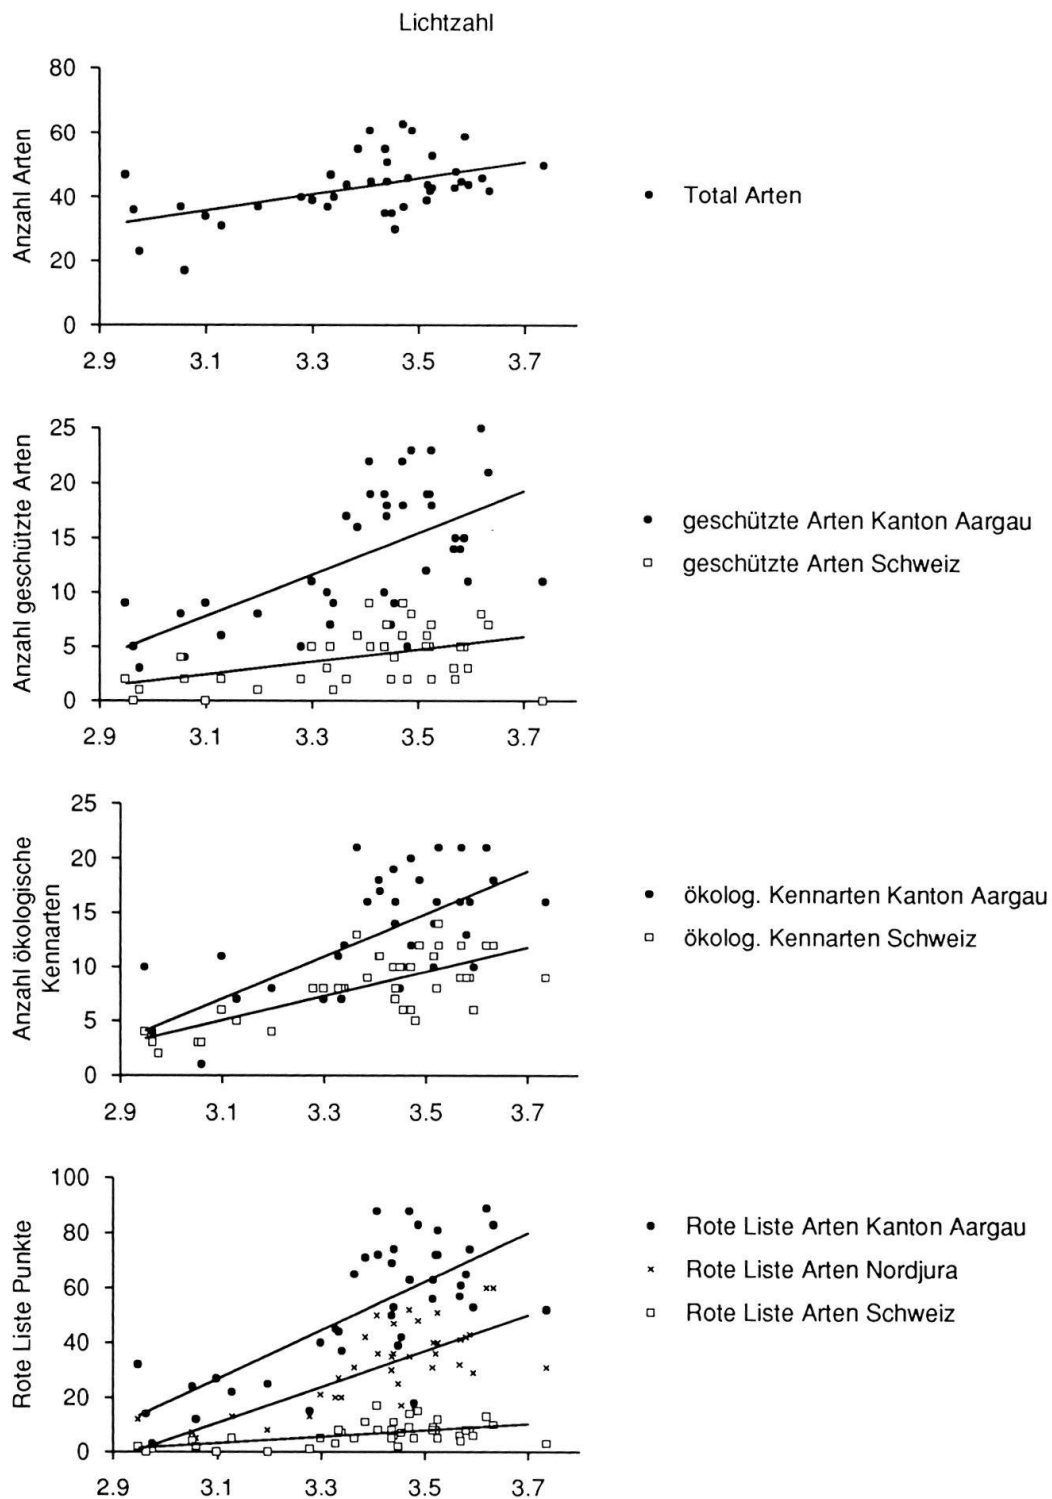 Lichtzahl
Anzahl Arten
80
60
40
20
0
2.9 3.1 3.3 3.5 3.7
Total Arten
Anzahl geschützte Arten
25
20
15
10
5
0
2.9 3.1 3.3 3.5 3.7
geschützte Arten Kanton Aargau
geschützte Arten Schweiz
Anzahl ökologische
Kennarten
25
20
15
10
5
0
2.9 3.1 3.3 3.5 3.7
ökolog. Kennarten Kanton Aargau
ökolog. Kennarten Schweiz
Rote Liste Punkte
100
80
60
40
20
0
2.9 3.1 3.3 3.5 3.7
Rote Liste Arten Kanton Aargau
Rote Liste Arten Nordjura
Rote Liste Arten Schweiz